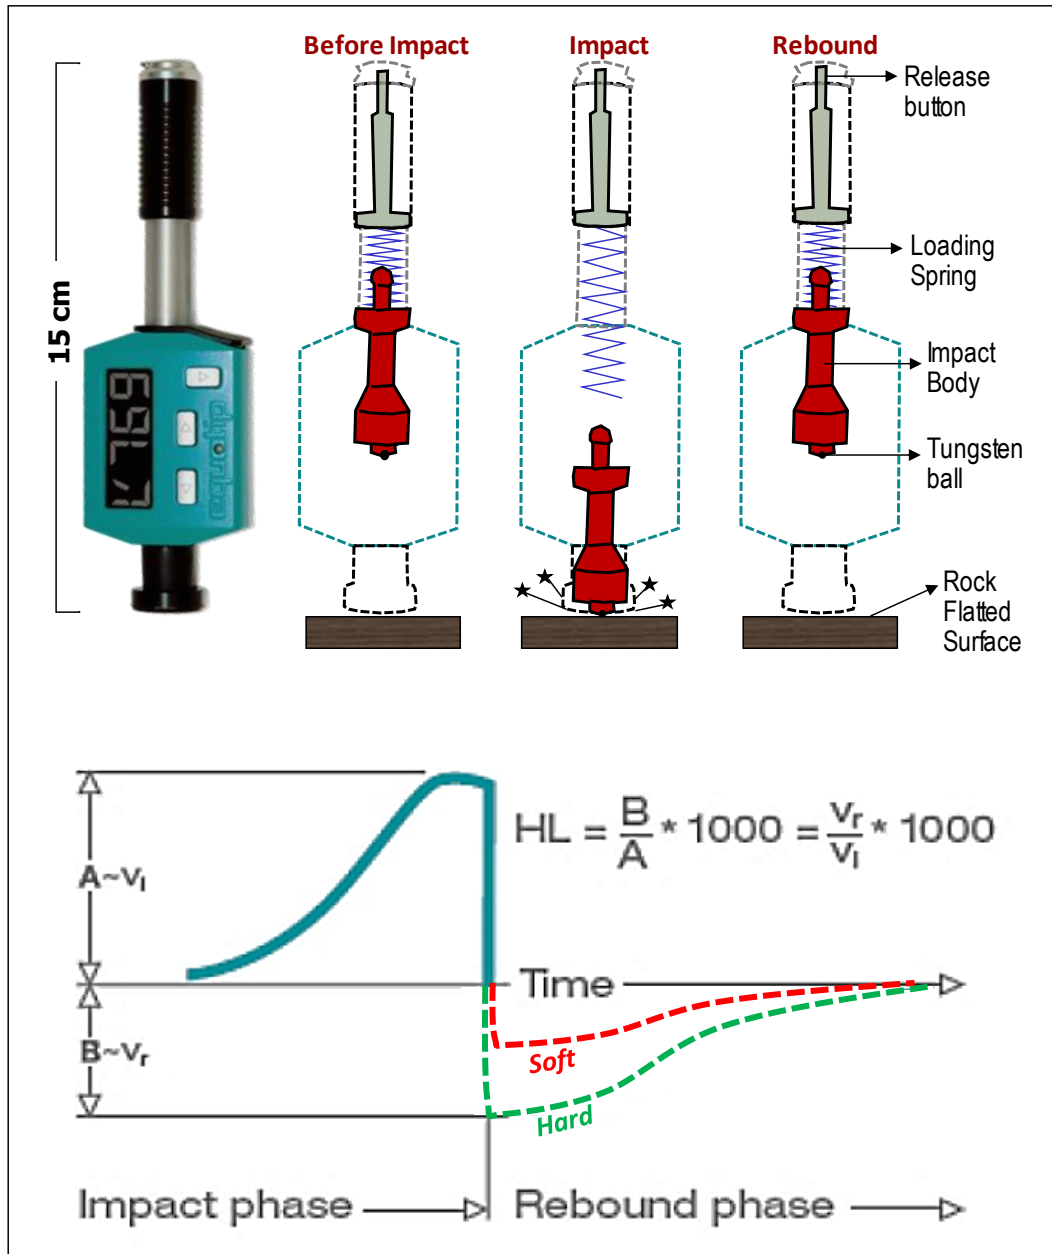 Before Impact
Impact
Rebound
Release
button
Loading
Spring
Impact
Body
Tungsten
ball
Rock
Flatted
Surface
15 cm
HL = B/A * 1000 = vr/vI * 1000
A~vI
Time
B~vr
Soft
Hard
Impact phase
Rebound phase